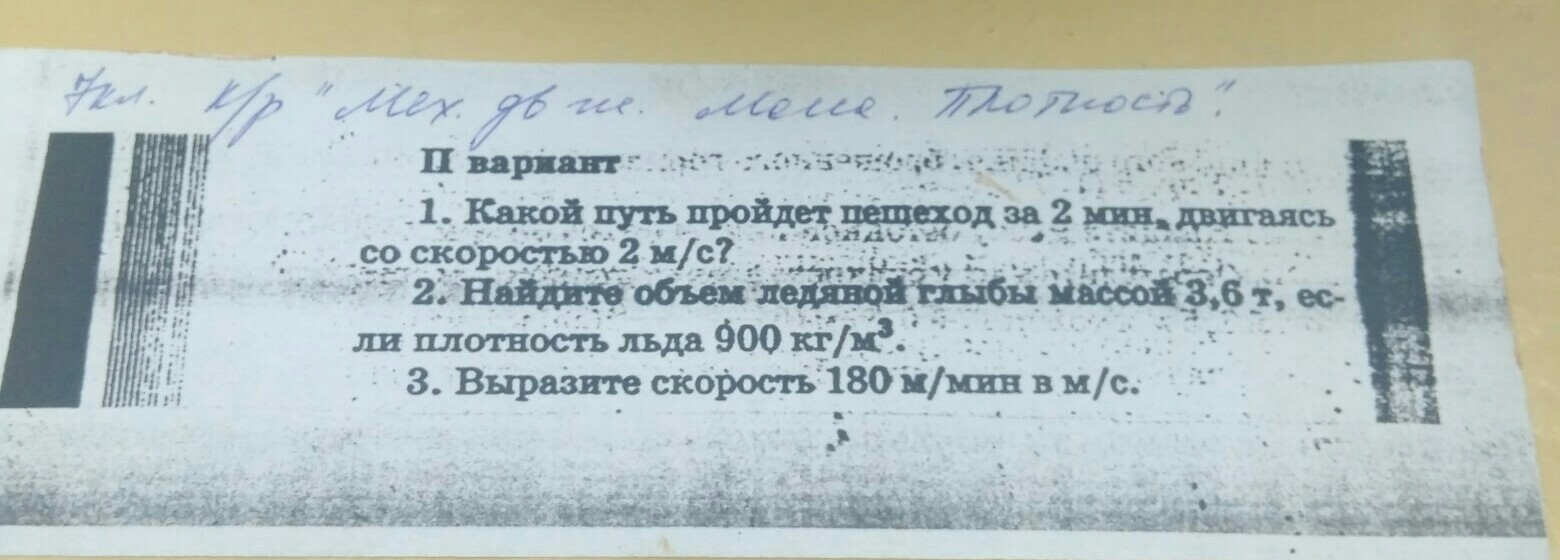 7кл. к/р "Мех. движ. Масса. Плотность".
II вариант
1. Какой путь пройдет пешеход за 2 мин, двигаясь
со скоростью 2 м/с?
2. Найдите объем ледяной глыбы массой 3,6 т, ес-
ли плотность льда 900 кг/м³.
3. Выразите скорость 180 м/мин в м/с.